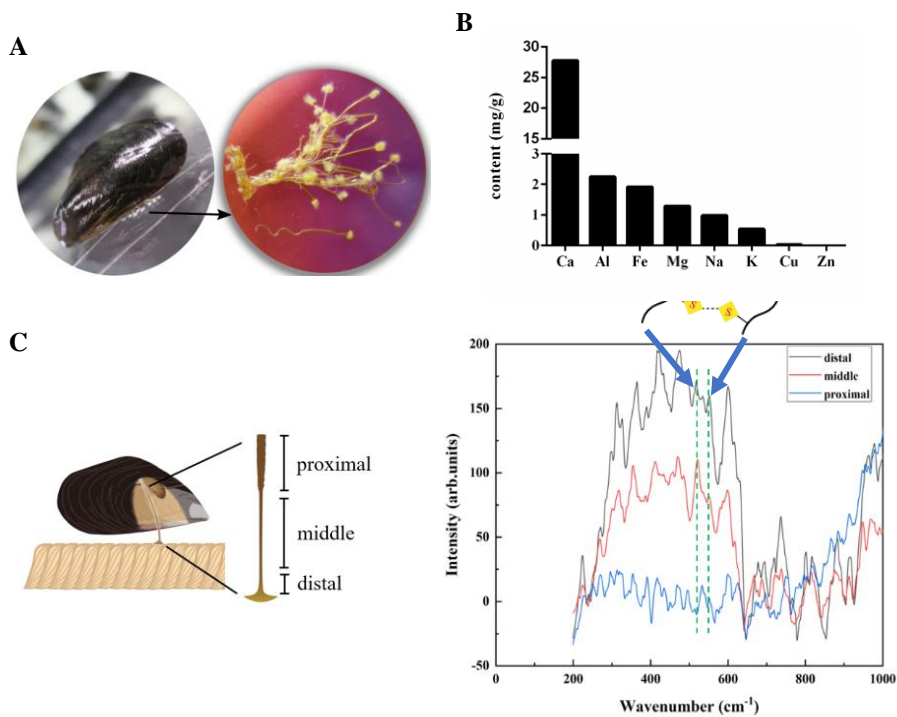 A
B
30
25
20
15
3
2
1
0
content (mg/g)
Ca Al Fe Mg Na K Cu Zn
C
proximal
middle
distal
S S
200
150
100
50
0
-50
Intensity (arb.units)
distal
middle
proximal
0 200 400 600 800 1000
Wavenumber (cm⁻¹)